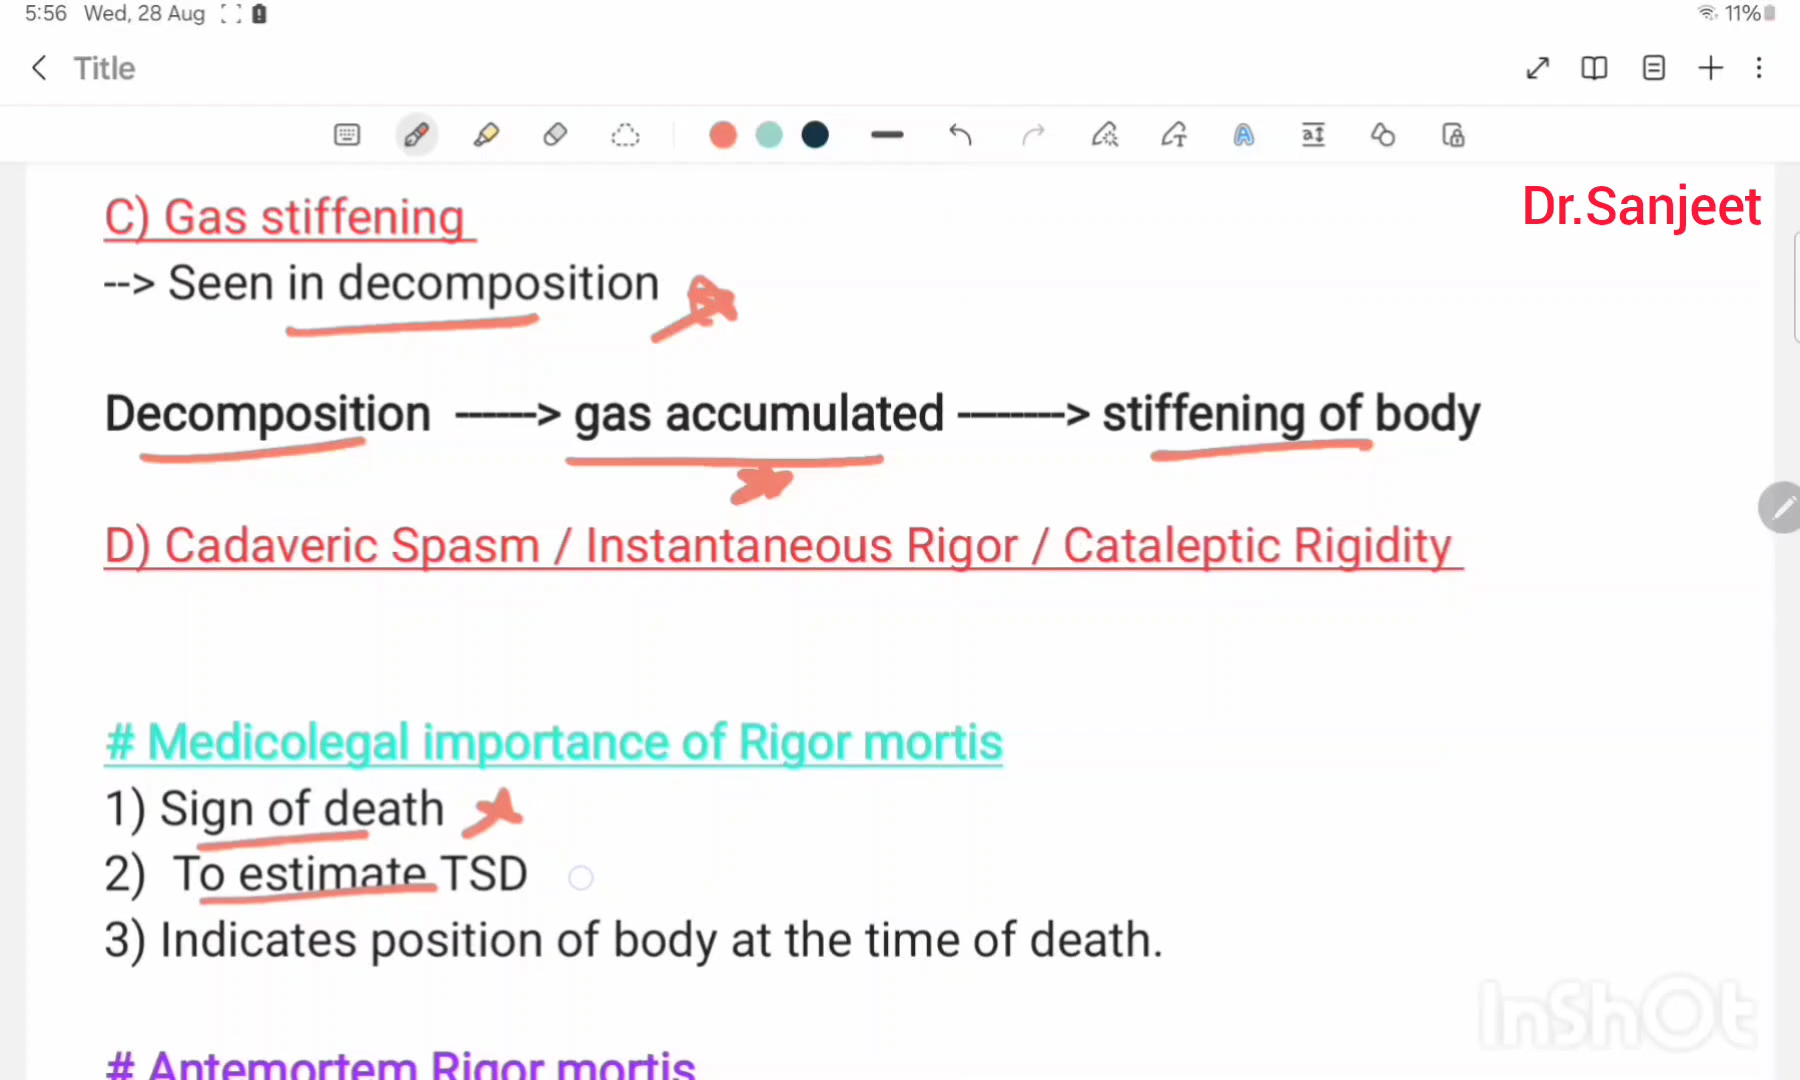 5:56 Wed, 28 Aug 11%
Title
Dr.Sanjeet
C) Gas stiffening
--> Seen in decomposition
Decomposition ------> gas accumulated --------> stiffening of body
D) Cadaveric Spasm / Instantaneous Rigor / Cataleptic Rigidity
# Medicolegal importance of Rigor mortis
1) Sign of death
2) To estimate TSD
3) Indicates position of body at the time of death.
InShOt
# Antemortem Rigor mortis